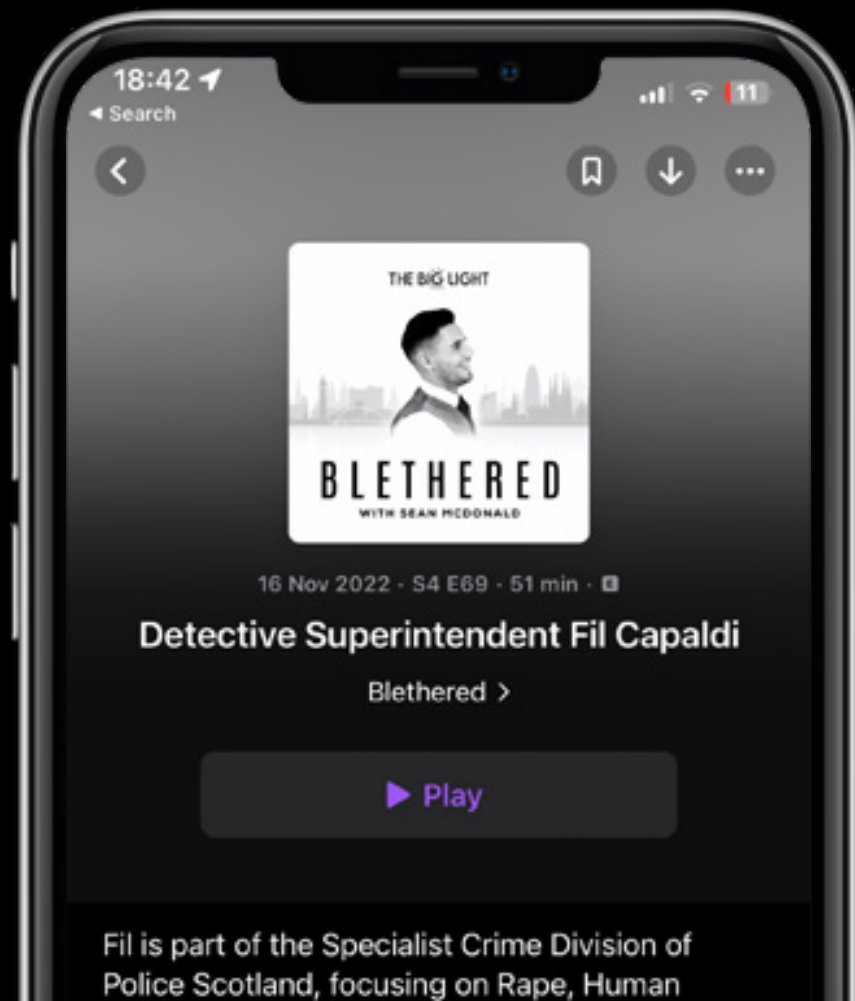 18:42
11
◀ Search
THE BIG LIGHT
BLETHERED
WITH SEAN MCDONALD
16 Nov 2022 · S4 E69 · 51 min · E
Detective Superintendent Fil Capaldi
Blethered >
Play
Fil is part of the Specialist Crime Division of
Police Scotland, focusing on Rape, Human